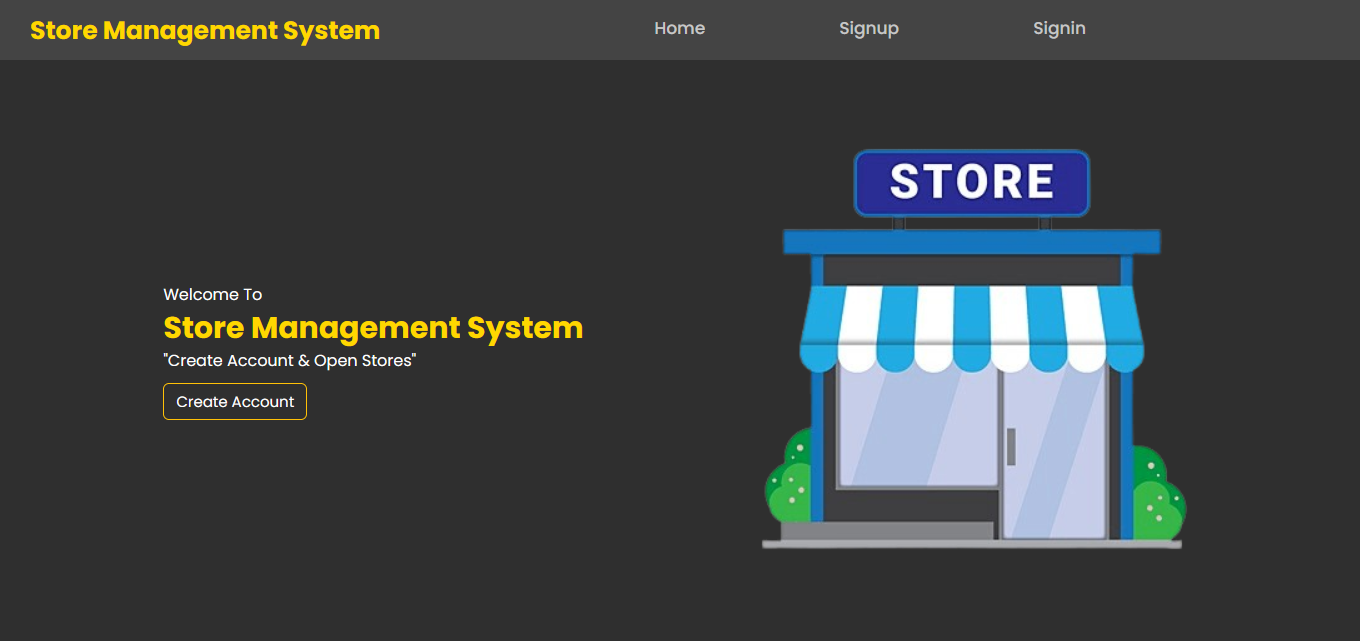 Store Management System
Home
Signup
Signin
STORE
Welcome To
Store Management System
"Create Account & Open Stores"
Create Account